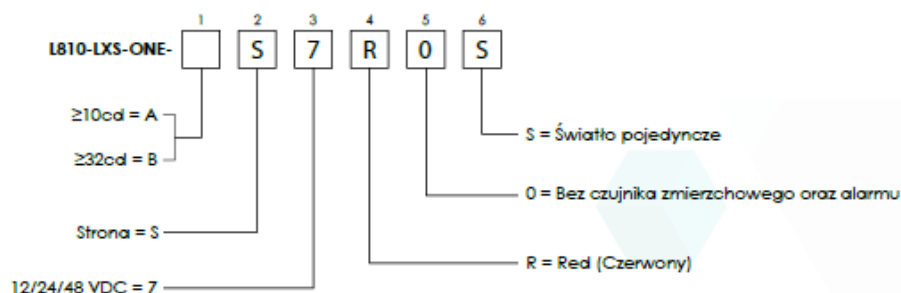 1 2 3 4 5 6
L810-LXS-ONE- S 7 R 0 S
≥10cd = A
S = Światło pojedyncze
≥32cd = B
0 = Bez czujnika zmierzchowego oraz alarmu
Strona = S
R = Red (Czerwony)
12/24/48 VDC = 7